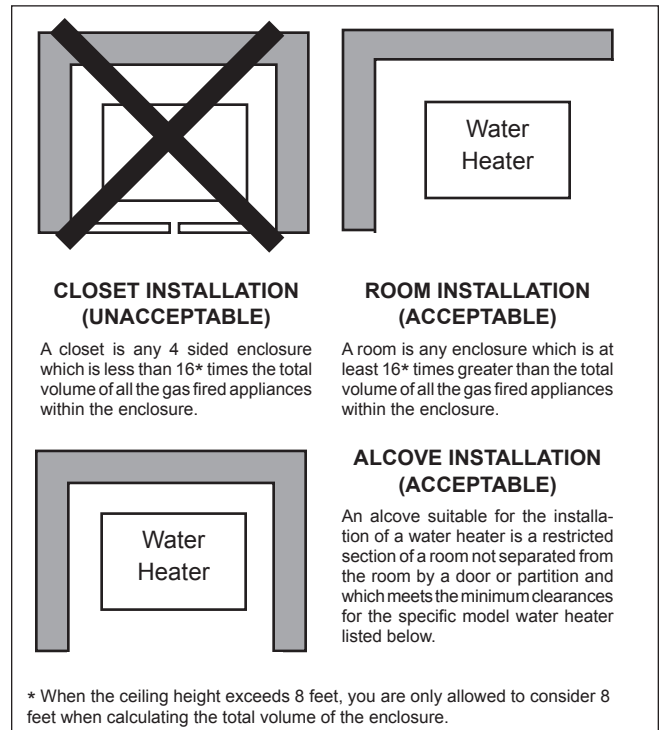 Water
Heater
CLOSET INSTALLATION
(UNACCEPTABLE)
A closet is any 4 sided enclosure
which is less than 16* times the total
volume of all the gas fired appliances
within the enclosure.
ROOM INSTALLATION
(ACCEPTABLE)
A room is any enclosure which is at
least 16* times greater than the total
volume of all the gas fired appliances
within the enclosure.
Water
Heater
ALCOVE INSTALLATION
(ACCEPTABLE)
An alcove suitable for the installa-
tion of a water heater is a restricted
section of a room not separated from
the room by a door or partition and
which meets the minimum clearances
for the specific model water heater
listed below.
* When the ceiling height exceeds 8 feet, you are only allowed to consider 8
feet when calculating the total volume of the enclosure.